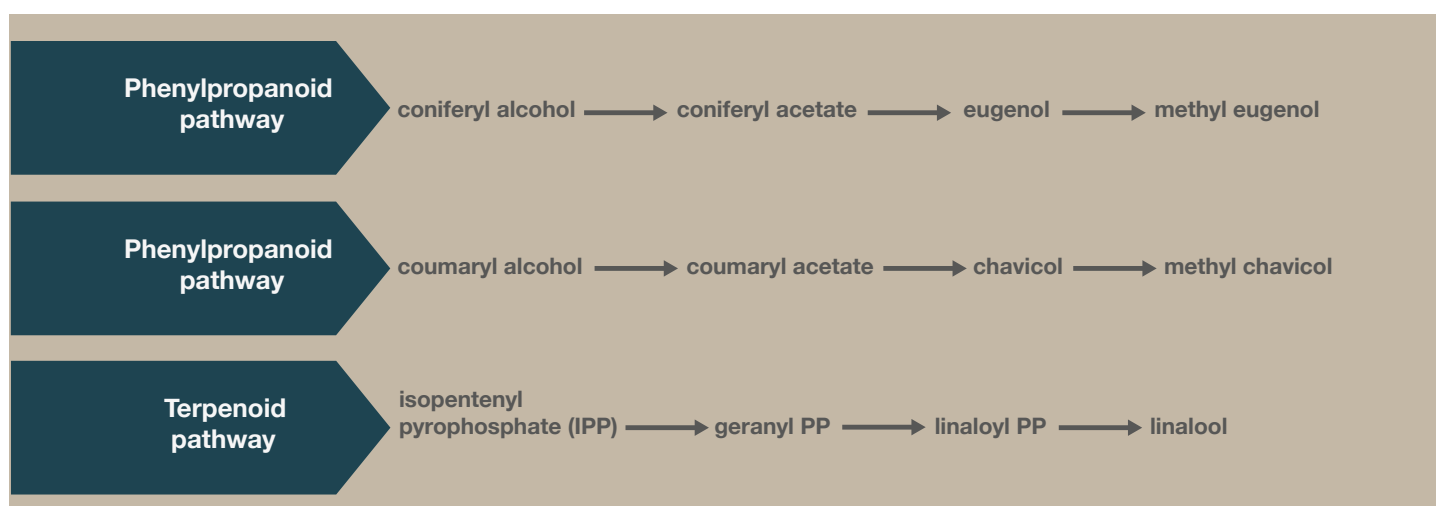 Phenylpropanoid
pathway
coniferyl alcohol coniferyl acetate eugenol methyl eugenol
Phenylpropanoid
pathway
coumaryl alcohol coumaryl acetate chavicol methyl chavicol
Terpenoid
pathway
isopentenyl
pyrophosphate (IPP) geranyl PP linaloyl PP linalool